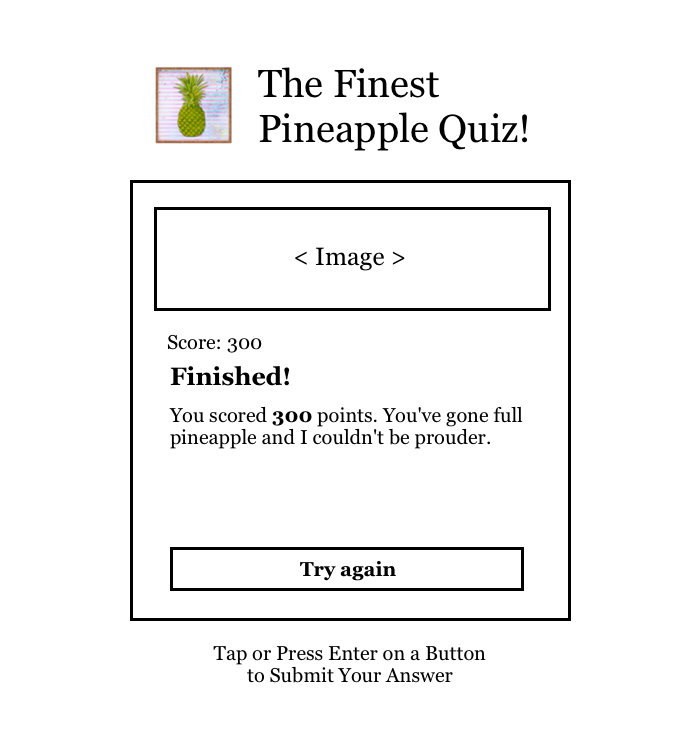 The Finest
Pineapple Quiz!
< Image >
Score: 300
Finished!
You scored 300 points. You've gone full
pineapple and I couldn't be prouder.
Try again
Tap or Press Enter on a Button
to Submit Your Answer